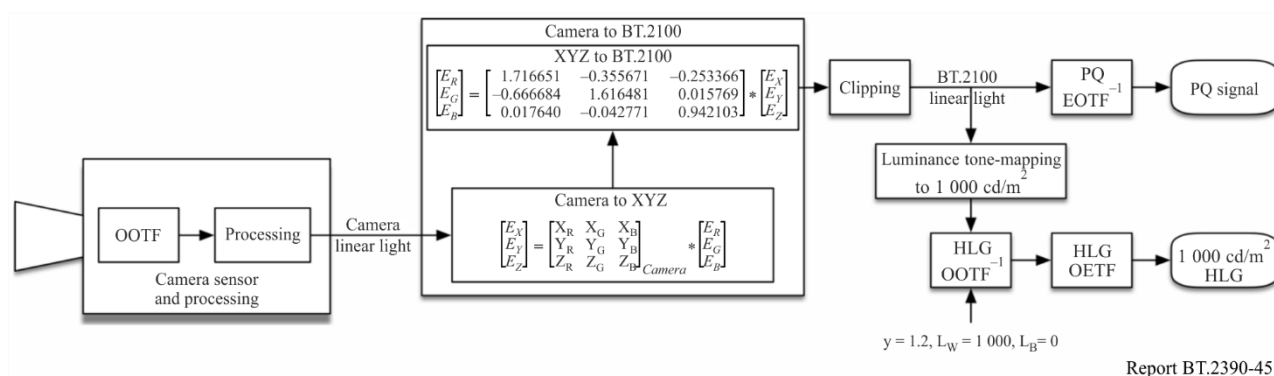 Camera to BT.2100
XYZ to BT.2100
[E_R] = [1.716651 –0.355671 –0.253366] * [E_X]
[E_G] = [–0.666684 1.616481 0.015769] * [E_Y]
[E_B] = [0.017640 –0.042771 0.942103] * [E_Z]
Clipping
BT.2100
linear light
PQ
EOTF⁻¹
PQ signal
Luminance tone-mapping
to 1 000 cd/m²
OOTF
Processing
Camera sensor
and processing
Camera
linear light
Camera to XYZ
[E_X] = [X_R X_G X_B] * [E_R]
[E_Y] = [Y_R Y_G Y_B] * [E_G]
[E_Z] = [Z_R Z_G Z_B]_Camera * [E_B]
HLG
OOTF⁻¹
HLG
OETF
1 000 cd/m²
HLG
y = 1.2, L_W = 1 000, L_B= 0
Report BT.2390-45